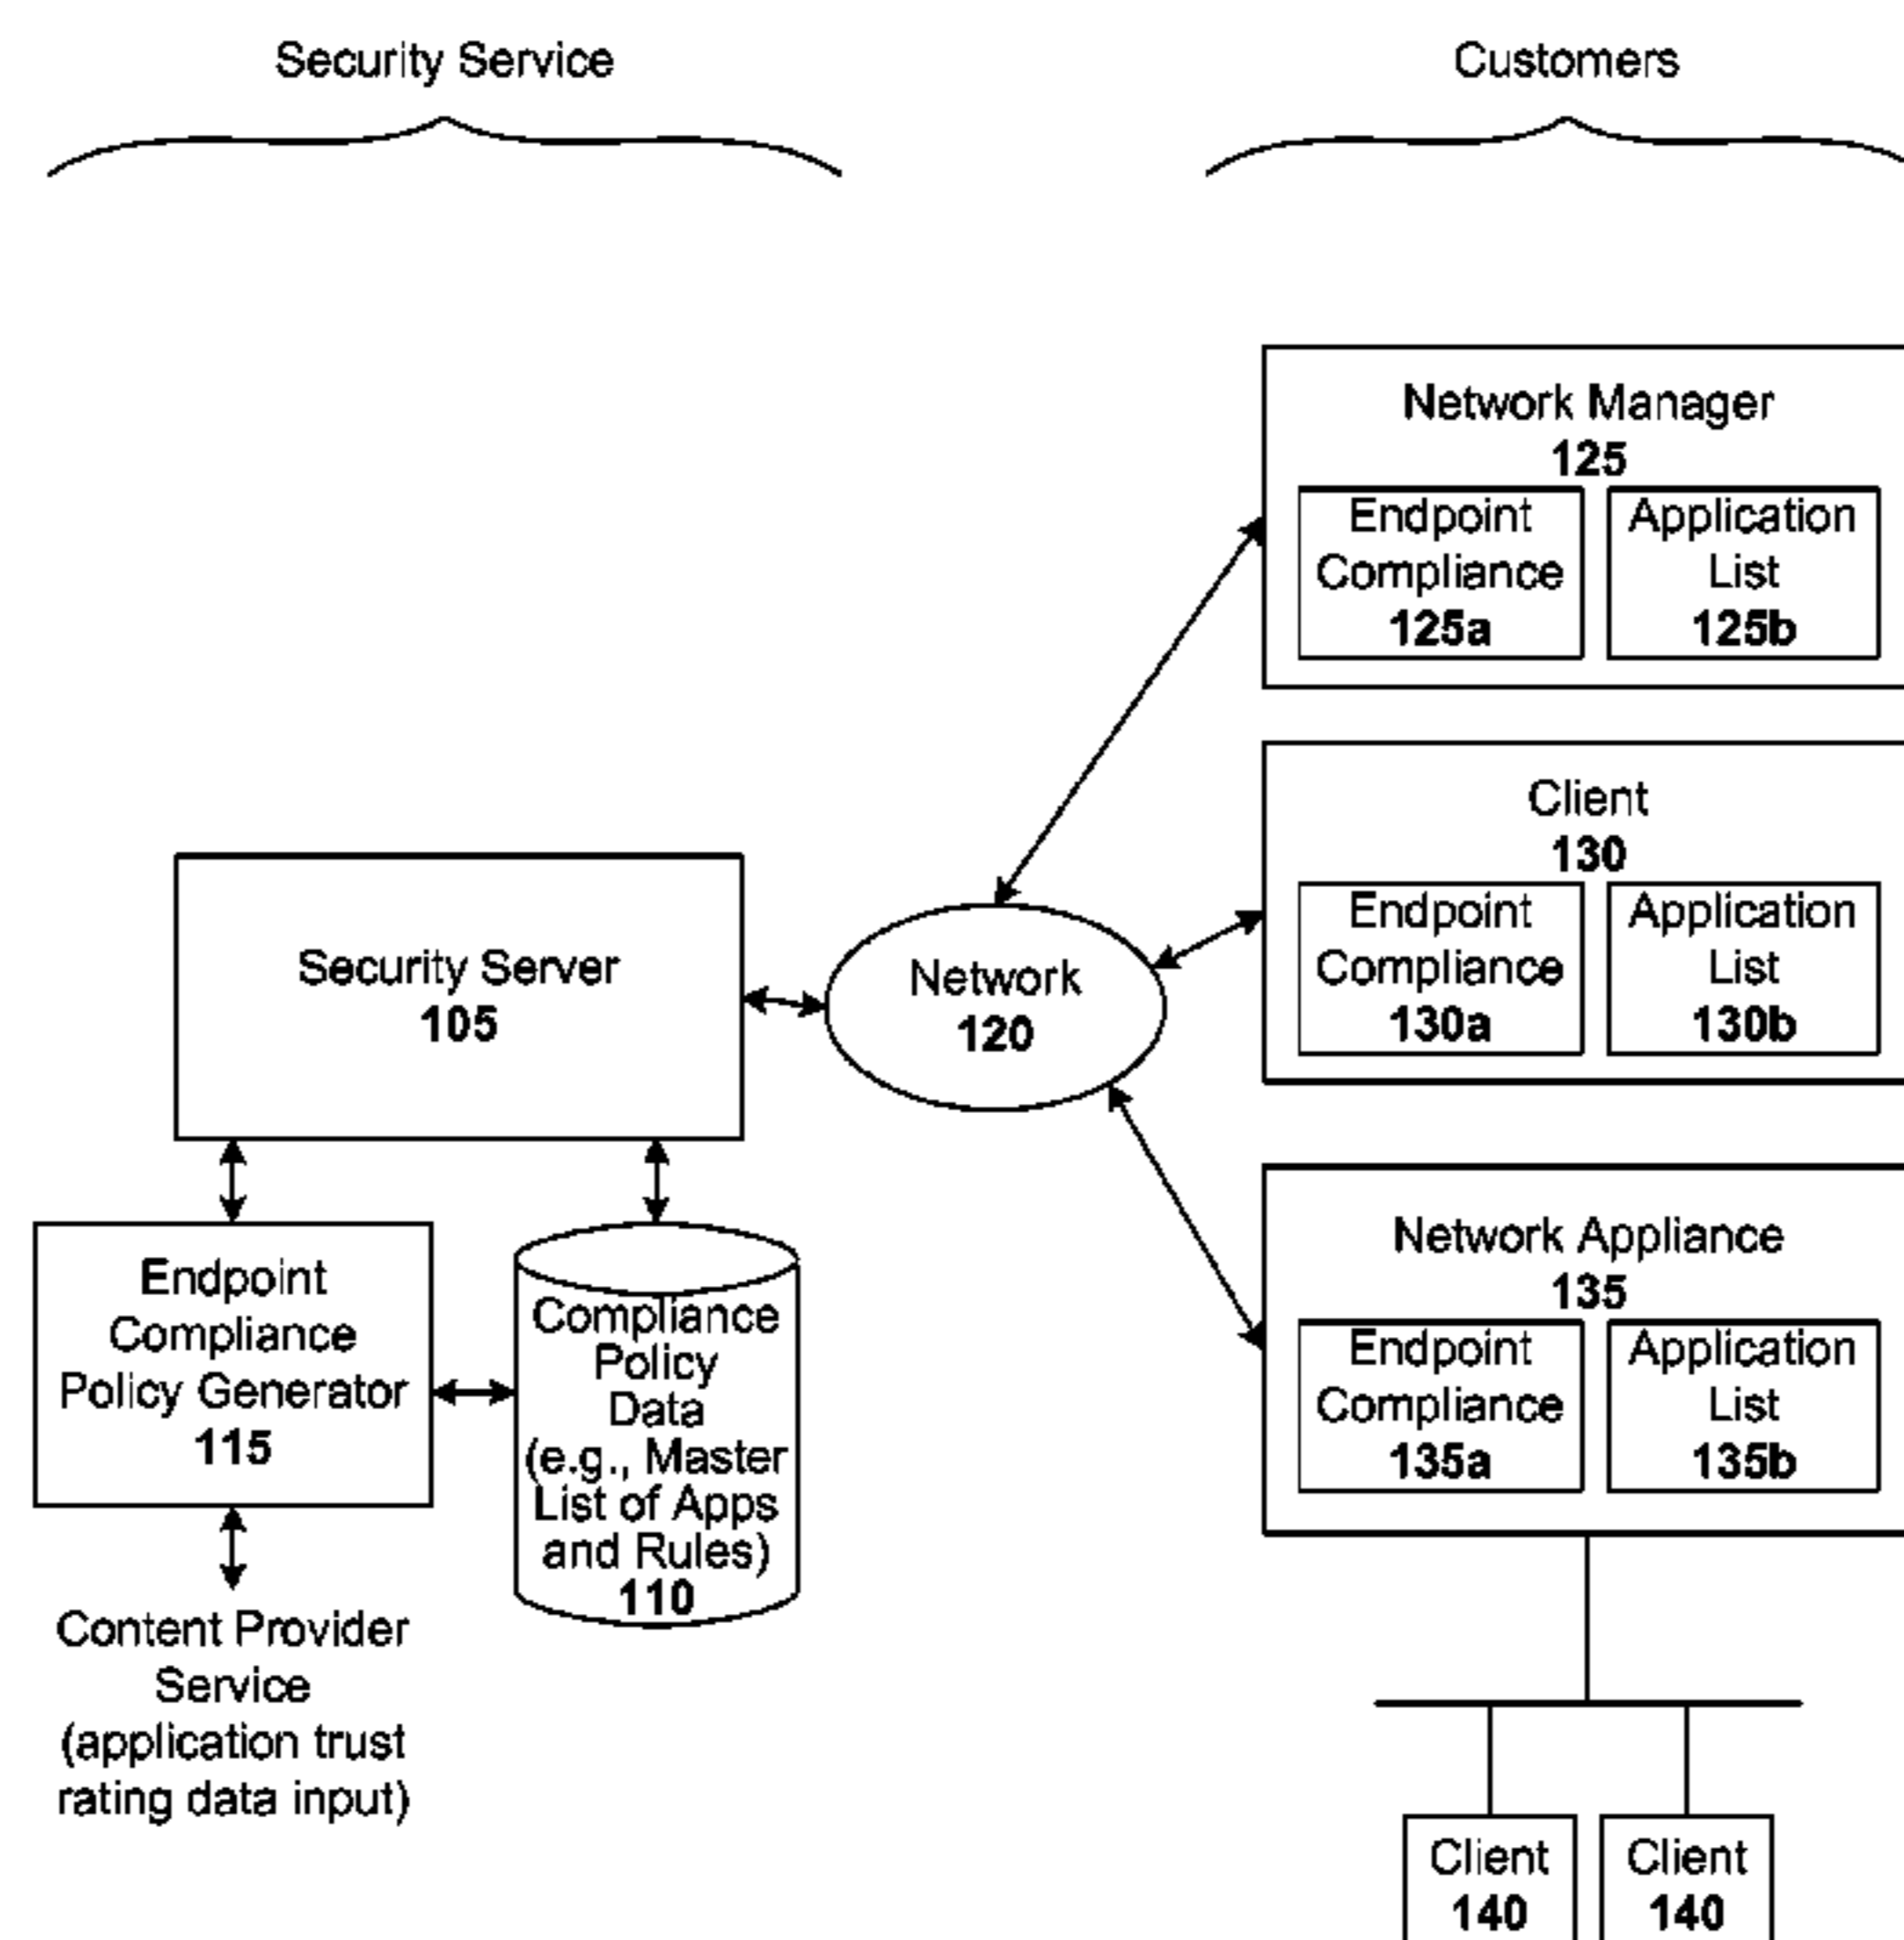 Security Service
Customers
Network Manager
125
Endpoint
Compliance
125a
Application
List
125b
Client
130
Endpoint
Compliance
130a
Application
List
130b
Security Server
105
Network
120
Network Appliance
135
Endpoint
Compliance
135a
Application
List
135b
Endpoint
Compliance
Policy Generator
115
Compliance
Policy
Data
(e.g., Master
List of Apps
and Rules)
110
Content Provider
Service
(application trust
rating data input)
Client
140
Client
140